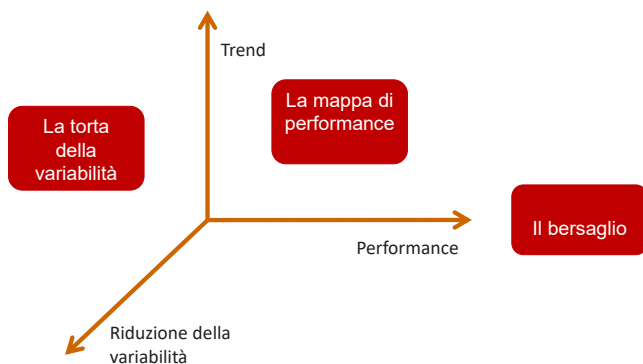 Trend
La mappa di
performance
La torta
della
variabilità
Il bersaglio
Performance
Riduzione della
variabilità